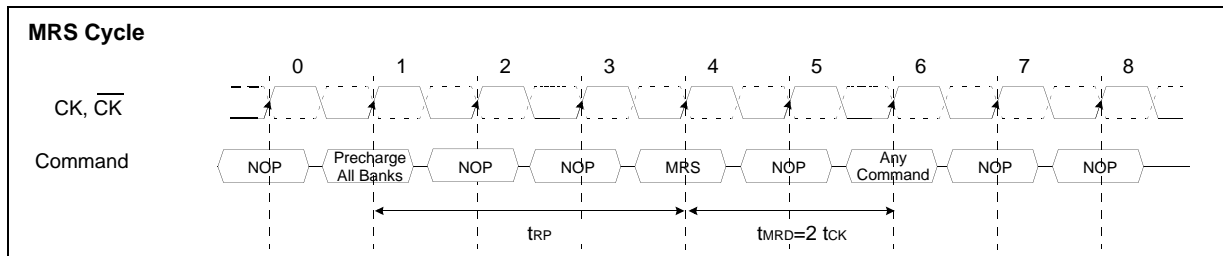 MRS Cycle
0 1 2 3 4 5 6 7 8
CK, CK
Command
NOP Precharge All Banks NOP NOP MRS NOP Any Command NOP NOP
tRP tMRD=2 tCK